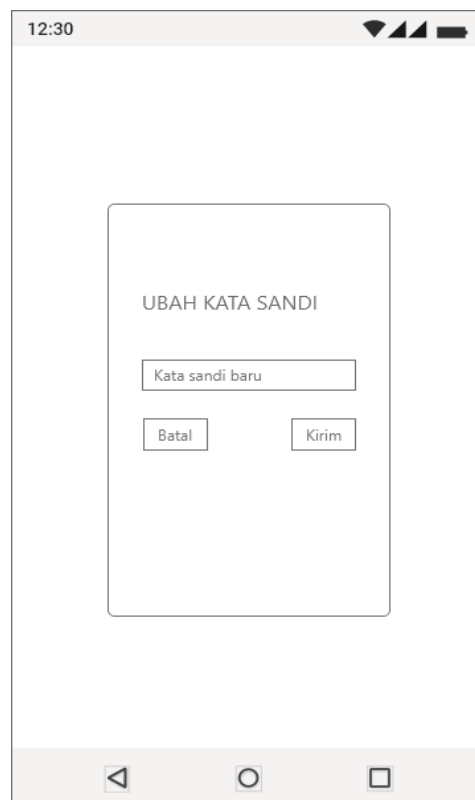 12:30
UBAH KATA SANDI
Kata sandi baru
Batal
Kirim